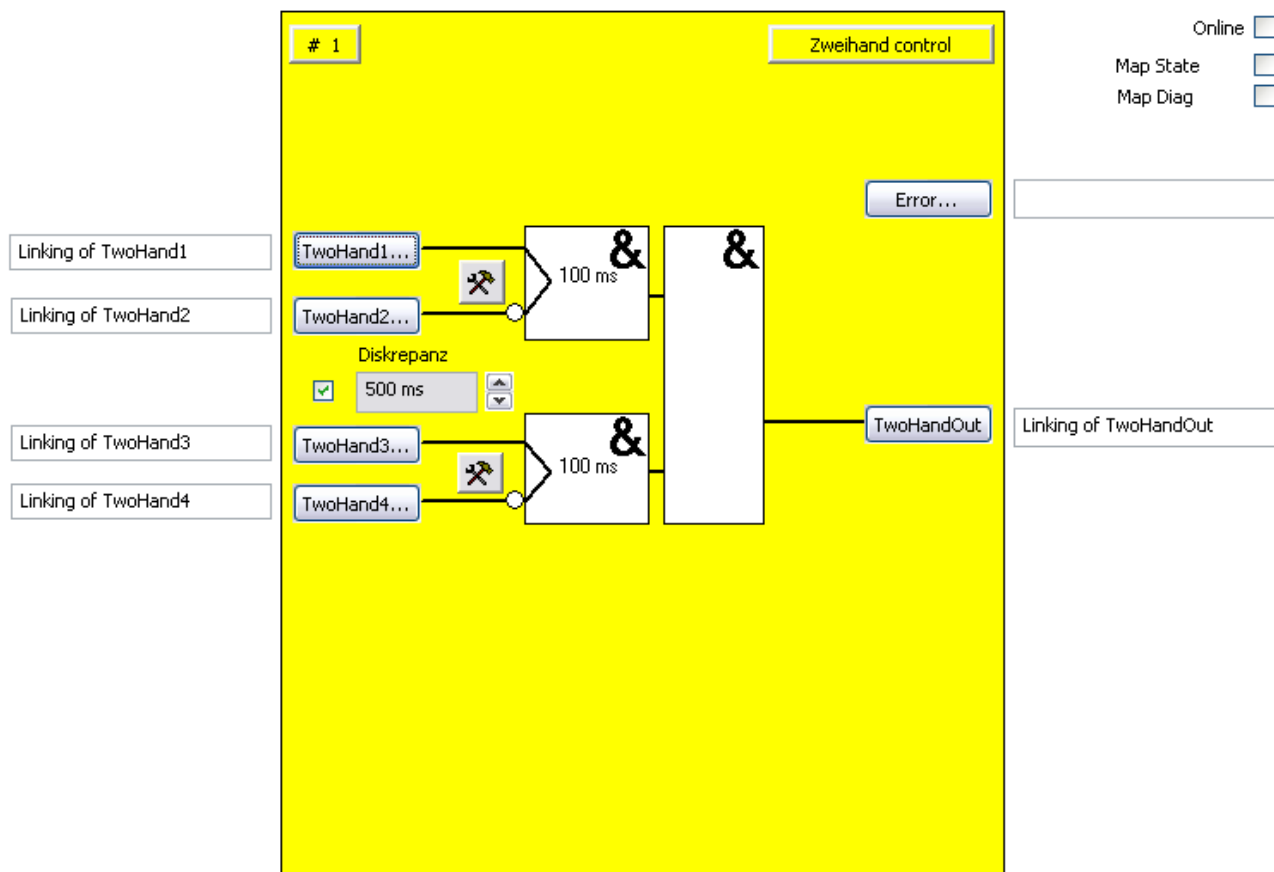 # 1
Zweihand control
Online
Map State
Map Diag
Error...
Linking of TwoHand1
TwoHand1...
&
&
100 ms
Linking of TwoHand2
TwoHand2...
Diskrepanz
500 ms
Linking of TwoHand3
TwoHand3...
&
100 ms
TwoHandOut
Linking of TwoHandOut
Linking of TwoHand4
TwoHand4...